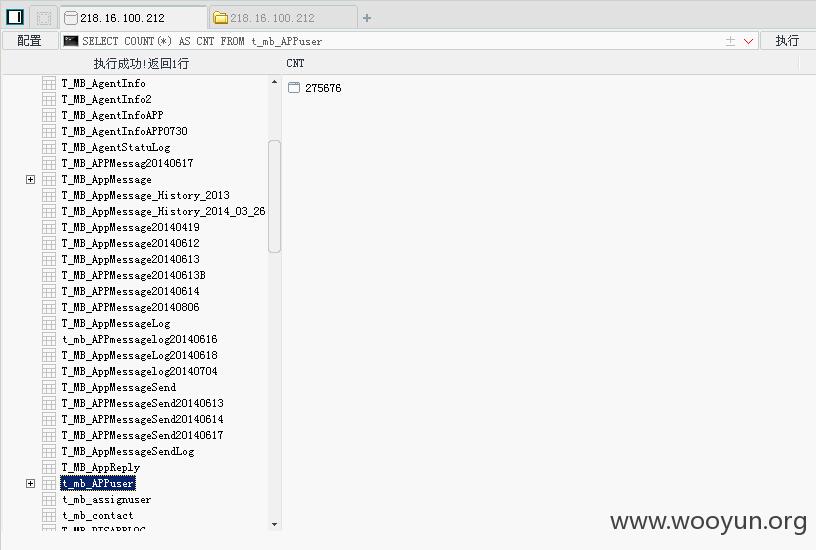 218.16.100.212
218.16.100.212
配置
SELECT COUNT(*) AS CNT FROM t_mb_APPuser
执行
执行成功!返回1行
CNT
275676
T_MB_AgentInfo
T_MB_AgentInfo2
T_MB_AgentInfoAPP
T_MB_AgentInfoAPP0730
T_MB_AgentStatuLog
T_MB_APPMessag20140617
T_MB_AppMessage
T_MB_AppMessage_History_2013
T_MB_AppMessage_History_2014_03_26
T_MB_AppMessage20140419
T_MB_AppMessage20140612
T_MB_AppMessage20140613
T_MB_APPMessage20140613B
T_MB_APPMessage20140614
T_MB_APPMessage20140806
T_MB_AppMessageLog
t_mb_APPmessagelog20140616
T_MB_AppMessageLog20140618
T_MB_AppMessagelog20140704
T_MB_AppMessageSend
T_MB_APPMessageSend20140613
T_MB_APPMessageSend20140614
T_MB_APPMessageSend20140617
T_MB_APPMessageSendLog
T_MB_AppReply
t_mb_APPuser
t_mb_assignuser
t_mb_contact
T_MB_DISAPPLOG
www.wooyun.org